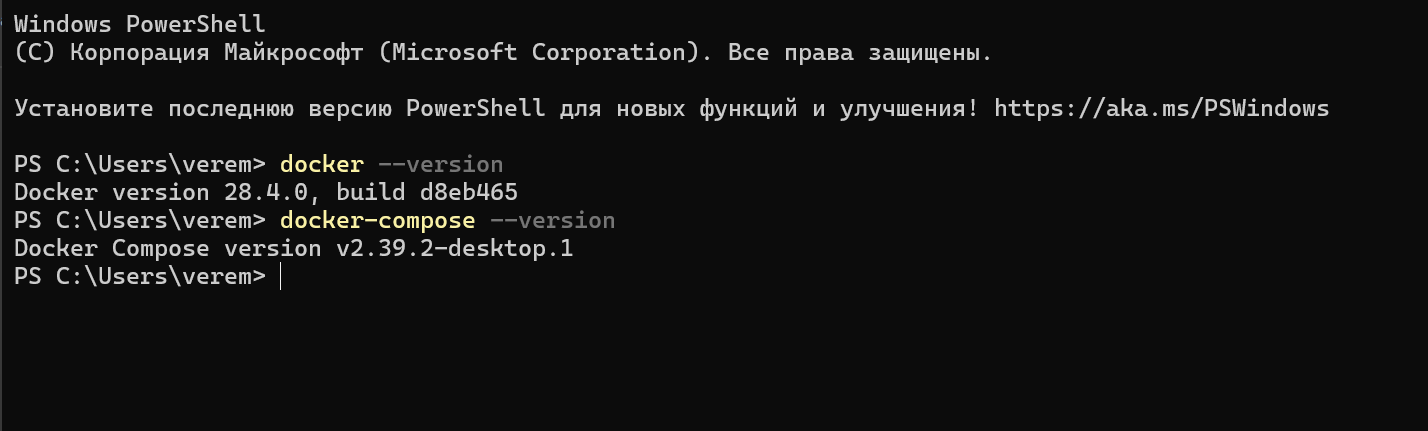 Windows PowerShell
(C) Корпорация Майкрософт (Microsoft Corporation). Все права защищены.
Установите последнюю версию PowerShell для новых функций и улучшения! https://aka.ms/PSWindows
PS C:\Users\verem> docker --version
Docker version 28.4.0, build d8eb465
PS C:\Users\verem> docker-compose --version
Docker Compose version v2.39.2-desktop.1
PS C:\Users\verem>